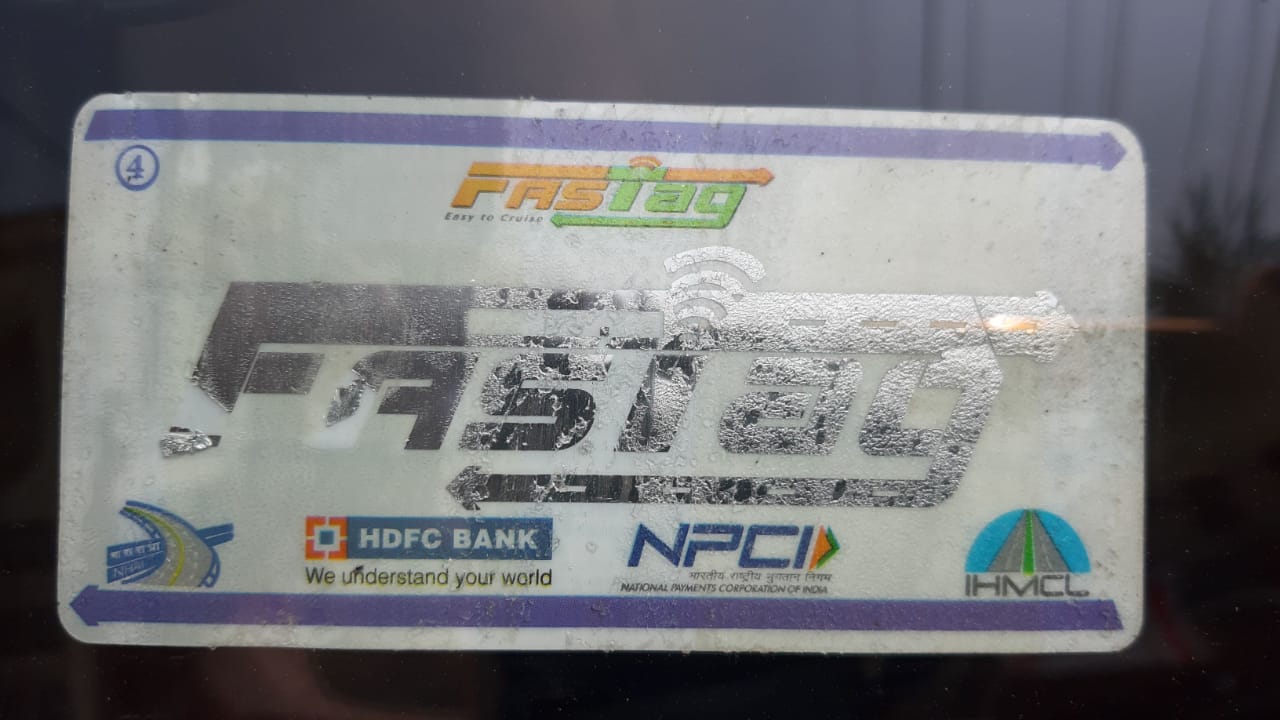 4
FASTag
Easy to Cruise
FASTag
भा रा रा प्रा
NHAI
HDFC BANK
We understand your world
NPCI
भारतीय राष्ट्रीय भुगतान निगम
NATIONAL PAYMENTS CORPORATION OF INDIA
IHMCL